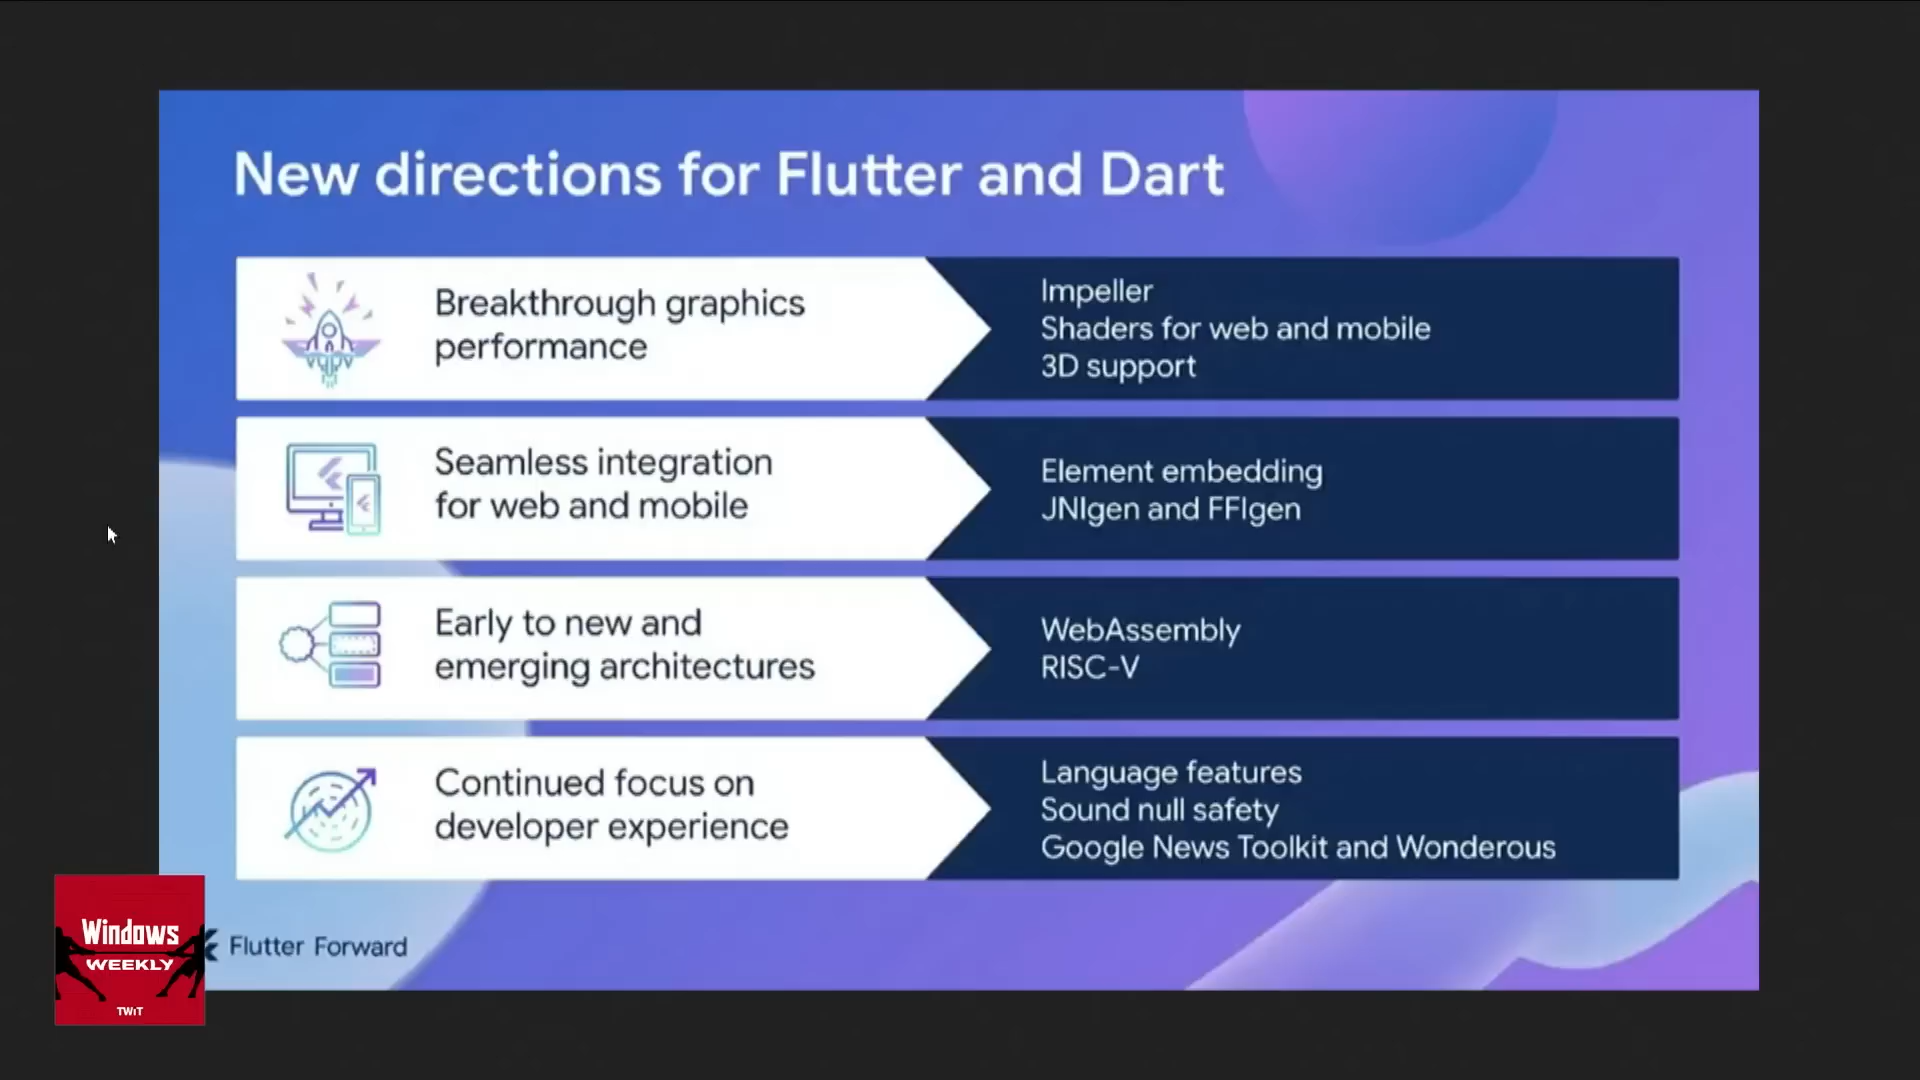 New directions for Flutter and Dart
Breakthrough graphics
performance
Impeller
Shaders for web and mobile
3D support
Seamless integration
for web and mobile
Element embedding
JNIgen and FFIgen
Early to new and
emerging architectures
WebAssembly
RISC-V
Continued focus on
developer experience
Language features
Sound null safety
Google News Toolkit and Wonderous
Flutter Forward
Windows
WEEKLY
TWiT